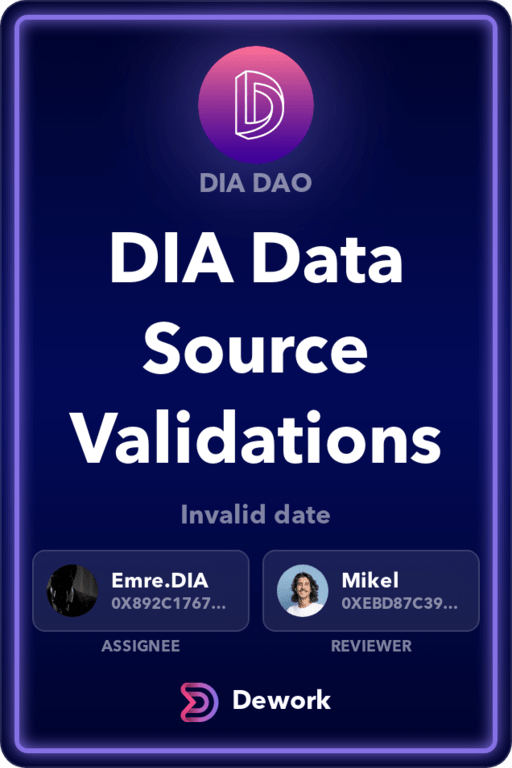 DIA DAO
DIA Data
Source
Validations
Invalid date
Emre.DIA
0X892C1767...
Mikel
0XEBD87C39...
ASSIGNEE
REVIEWER
Dework